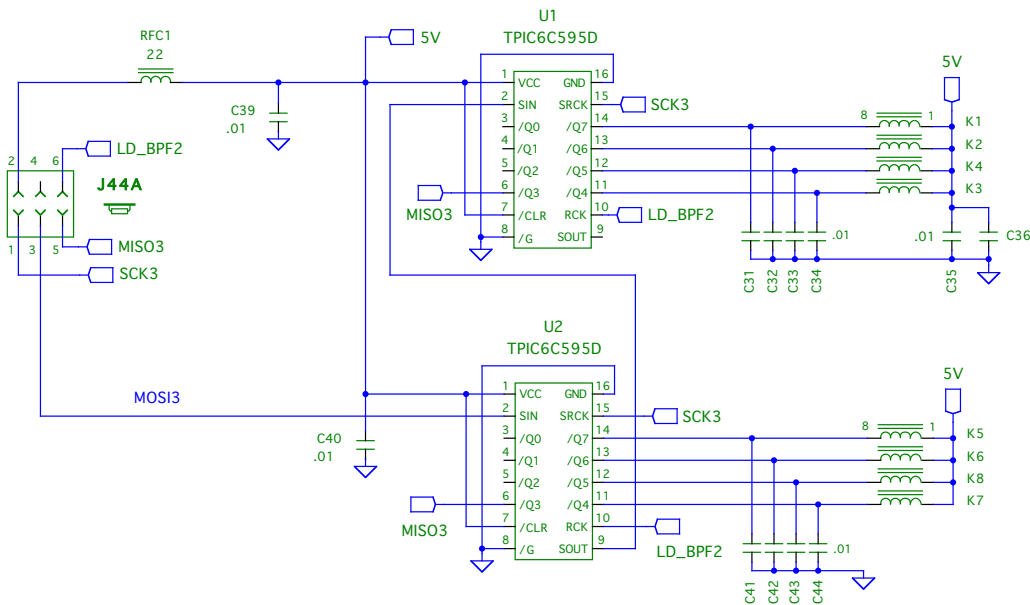 RFC1
22
5V
U1
TPIC6C595D
1 VCC GND 16
2 SIN SRCK 15
3 /Q0 /Q7 14
4 /Q1 /Q6 13
5 /Q2 /Q5 12
6 /Q3 /Q4 11
7 /CLR RCK 10
8 /G SOUT 9
SCK3
MISO3
LD_BPF2
C39
.01
2 4 6
LD_BPF2
J44A
1 3 5
MISO3
SCK3
5V
8 1 K1
K2
K4
K3
.01
.01
C36
C31
C32
C33
C34
C35
U2
TPIC6C595D
1 VCC GND 16
2 SIN SRCK 15
3 /Q0 /Q7 14
4 /Q1 /Q6 13
5 /Q2 /Q5 12
6 /Q3 /Q4 11
7 /CLR RCK 10
8 /G SOUT 9
MOSI3
C40
.01
MISO3
SCK3
LD_BPF2
5V
8 1 K5
K6
K8
K7
.01
C41
C42
C43
C44